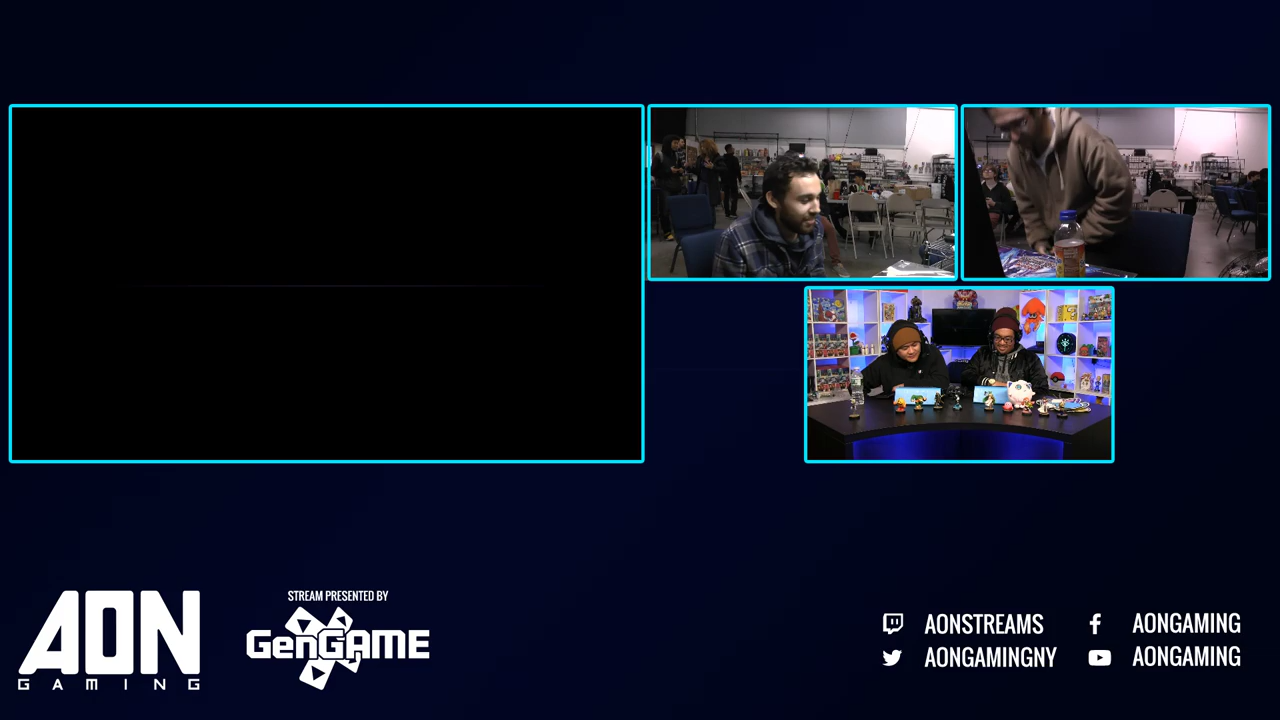 AON
GAMING
STREAM PRESENTED BY
GENGAME
AONSTREAMS
AONGAMING
AONGAMINGNY
AONGAMING